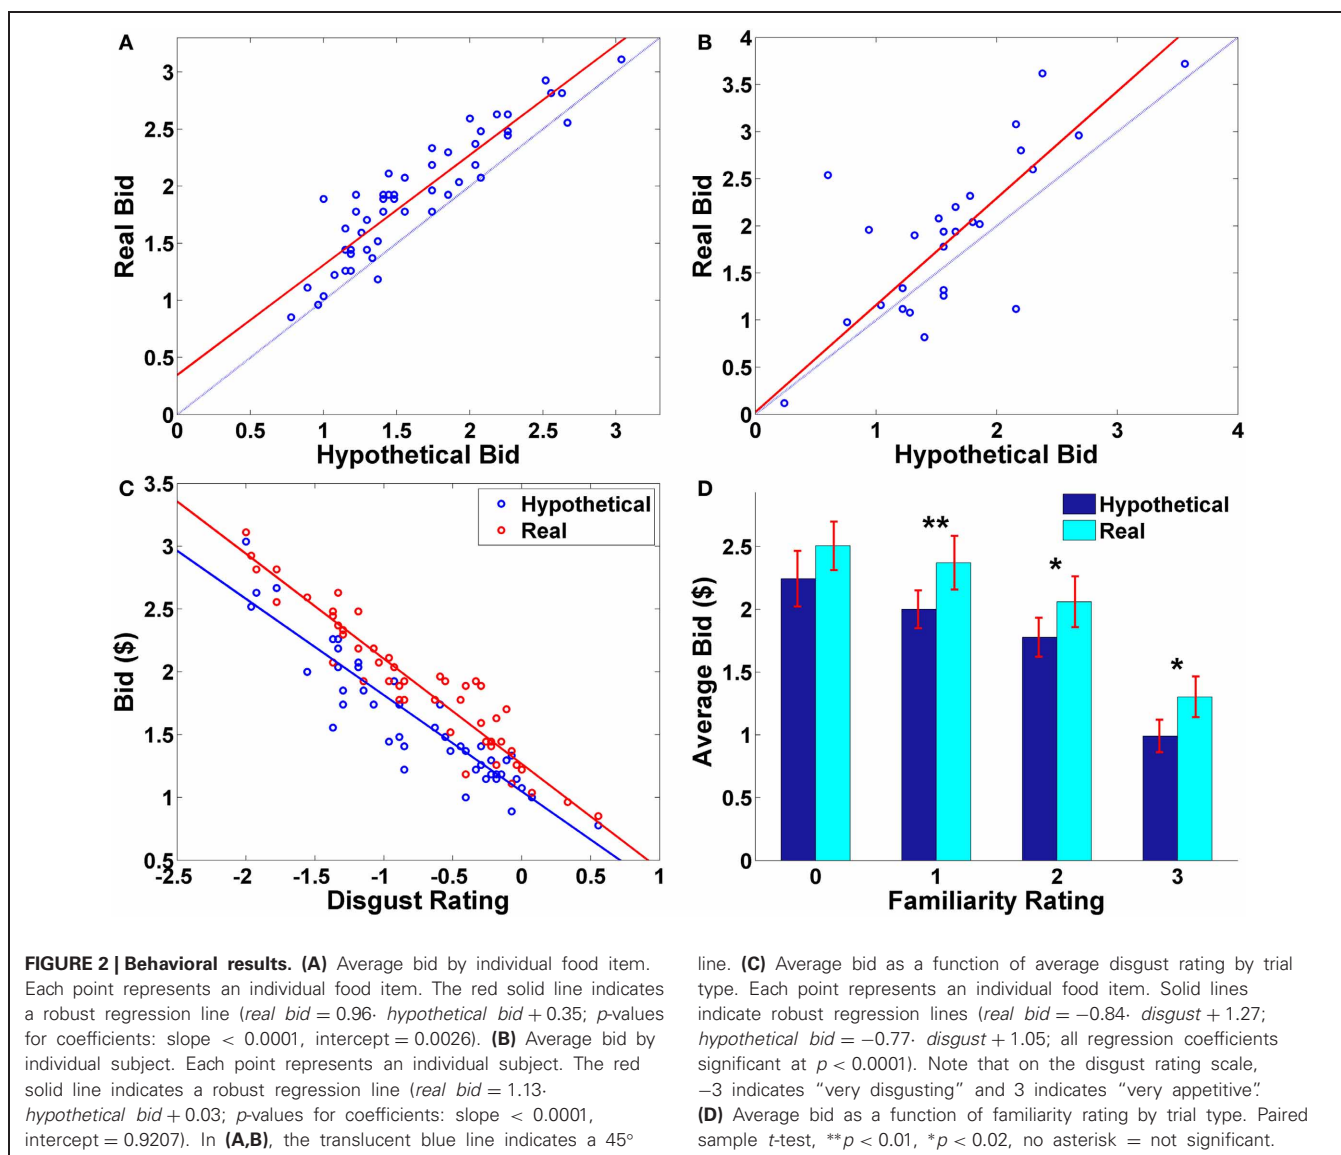 A
3
2.5
2
1.5
1
0.5
0
Real Bid
0 0.5 1 1.5 2 2.5 3
Hypothetical Bid
B
4
3.5
3
2.5
2
1.5
1
0.5
0
Real Bid
0 1 2 3 4
Hypothetical Bid
C
3.5
3
2.5
2
1.5
1
0.5
Bid ($)
-2.5 -2 -1.5 -1 -0.5 0 0.5 1
Disgust Rating
Hypothetical
Real
D
2.5
2
1.5
1
0.5
0
Average Bid ($)
** * *
0 1 2 3
Familiarity Rating
Hypothetical
Real
FIGURE 2 | Behavioral results. (A) Average bid by individual food item.
Each point represents an individual food item. The red solid line indicates
a robust regression line (real bid = 0.96· hypothetical bid + 0.35; p-values
for coefficients: slope < 0.0001, intercept = 0.0026). (B) Average bid by
individual subject. Each point represents an individual subject. The red
solid line indicates a robust regression line (real bid = 1.13·
hypothetical bid + 0.03; p-values for coefficients: slope < 0.0001,
intercept = 0.9207). In (A,B), the translucent blue line indicates a 45°
line. (C) Average bid as a function of average disgust rating by trial
type. Each point represents an individual food item. Solid lines
indicate robust regression lines (real bid = −0.84· disgust + 1.27;
hypothetical bid = −0.77· disgust + 1.05; all regression coefficients
significant at p < 0.0001). Note that on the disgust rating scale,
−3 indicates “very disgusting” and 3 indicates “very appetitive”.
(D) Average bid as a function of familiarity rating by trial type. Paired
sample t-test, **p < 0.01, *p < 0.02, no asterisk = not significant.